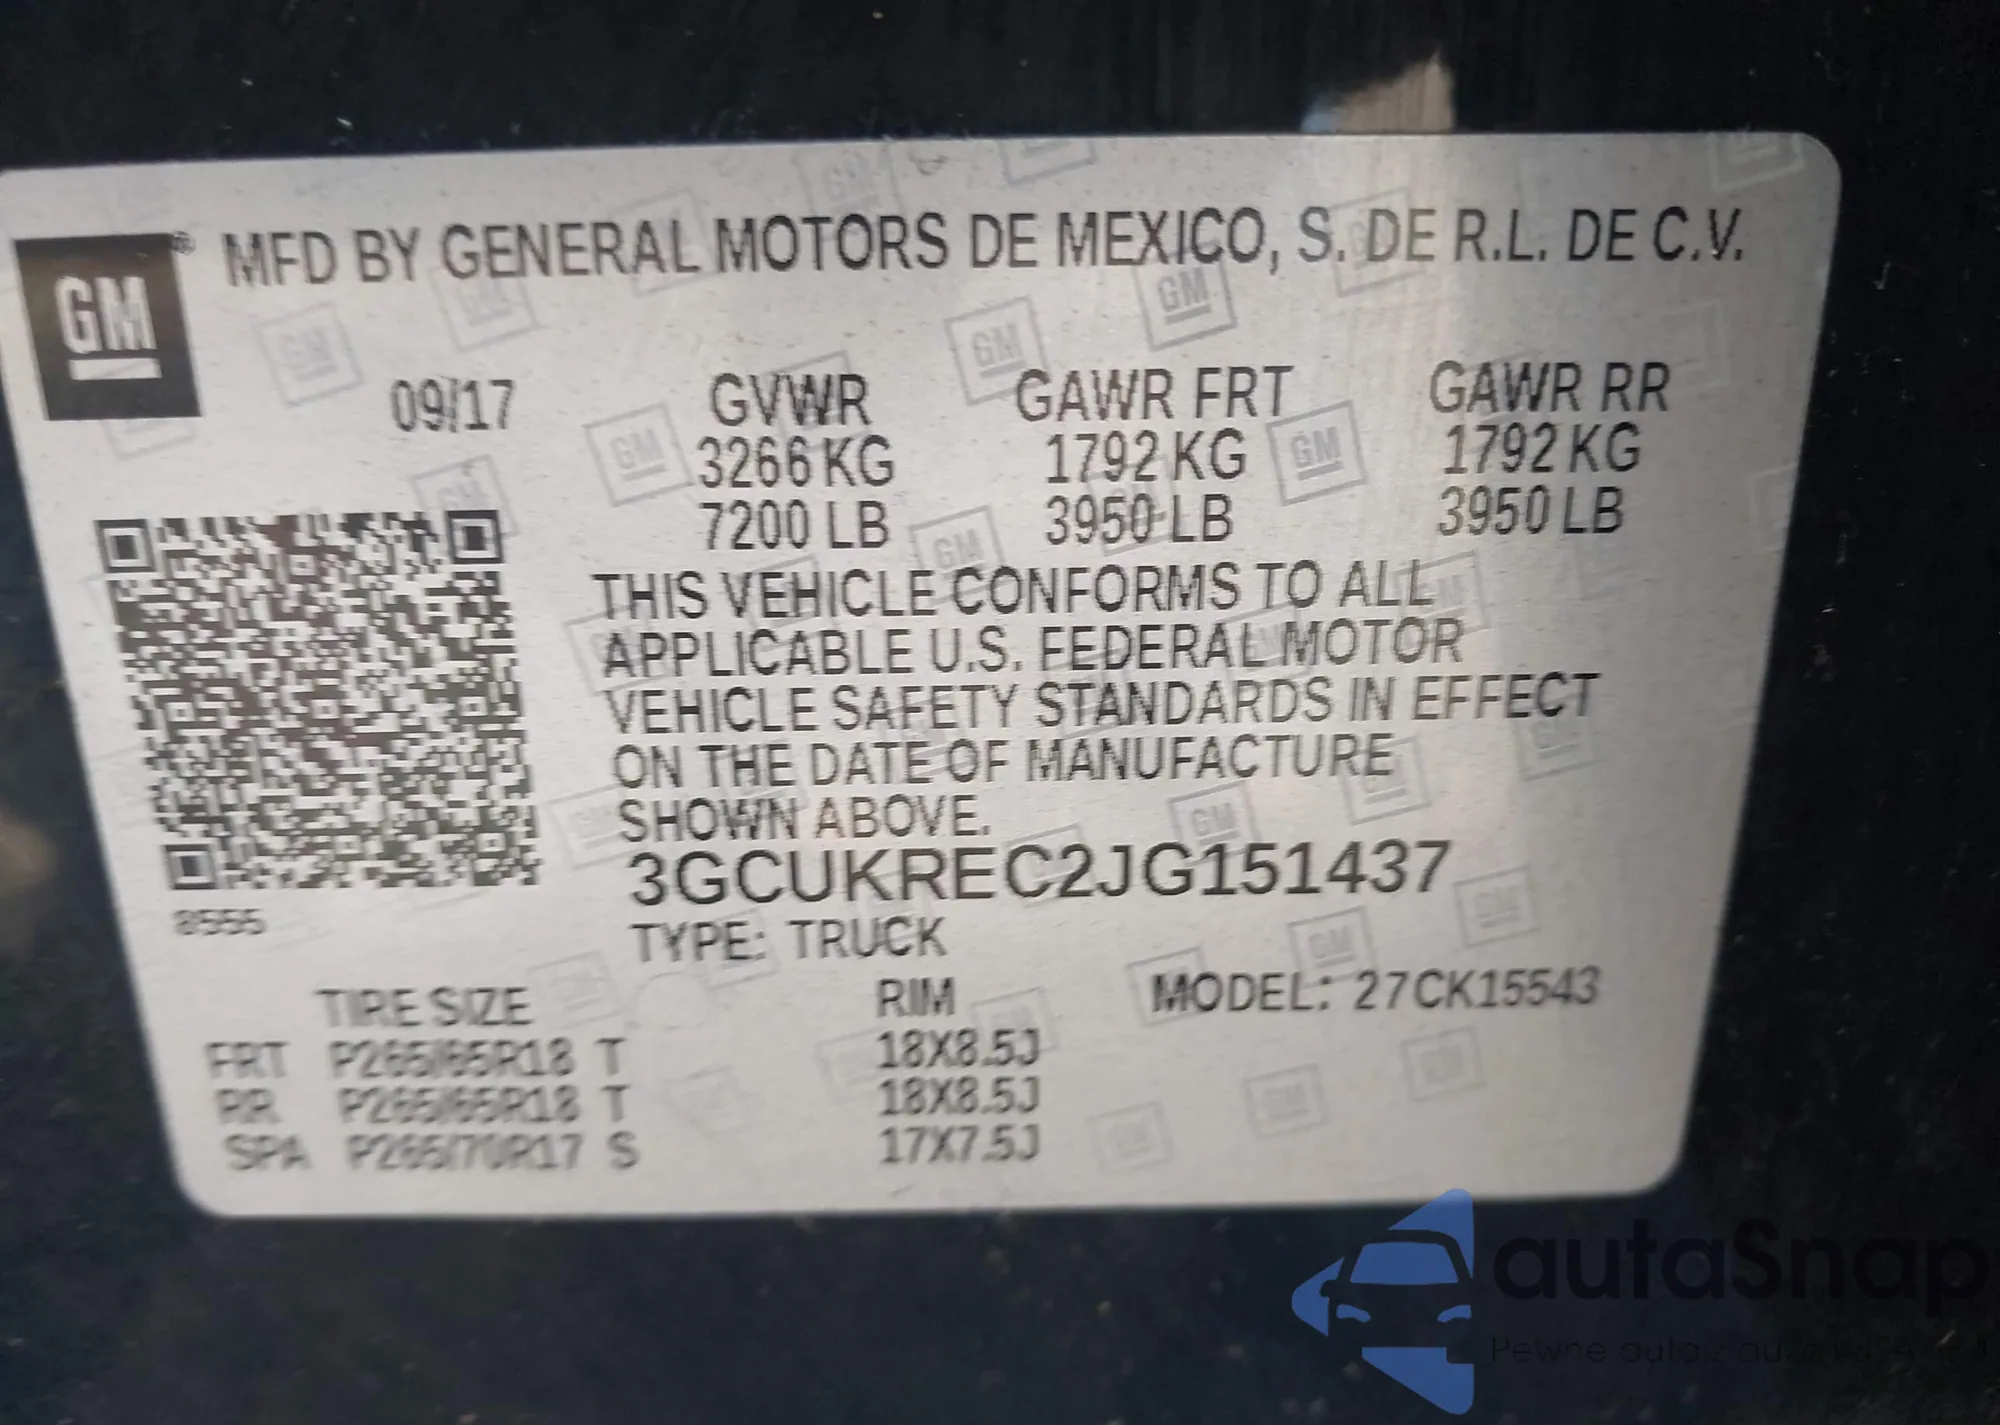 GM® MFD BY GENERAL MOTORS DE MEXICO, S. DE R.L. DE C.V.
09/17 GVWR GAWR FRT GAWR RR
3266 KG 1792 KG 1792 KG
7200 LB 3950 LB 3950 LB
THIS VEHICLE CONFORMS TO ALL
APPLICABLE U.S. FEDERAL MOTOR
VEHICLE SAFETY STANDARDS IN EFFECT
ON THE DATE OF MANUFACTURE
SHOWN ABOVE.
3GCUKREC2JG151437
8555
TYPE: TRUCK
TIRE SIZE RIM MODEL: 27CK15543
FRT P265/65R18 T 18X8.5J
RR P265/65R18 T 18X8.5J
SPA P265/70R17 S 17X7.5J
autaSnap
Pewne auta z